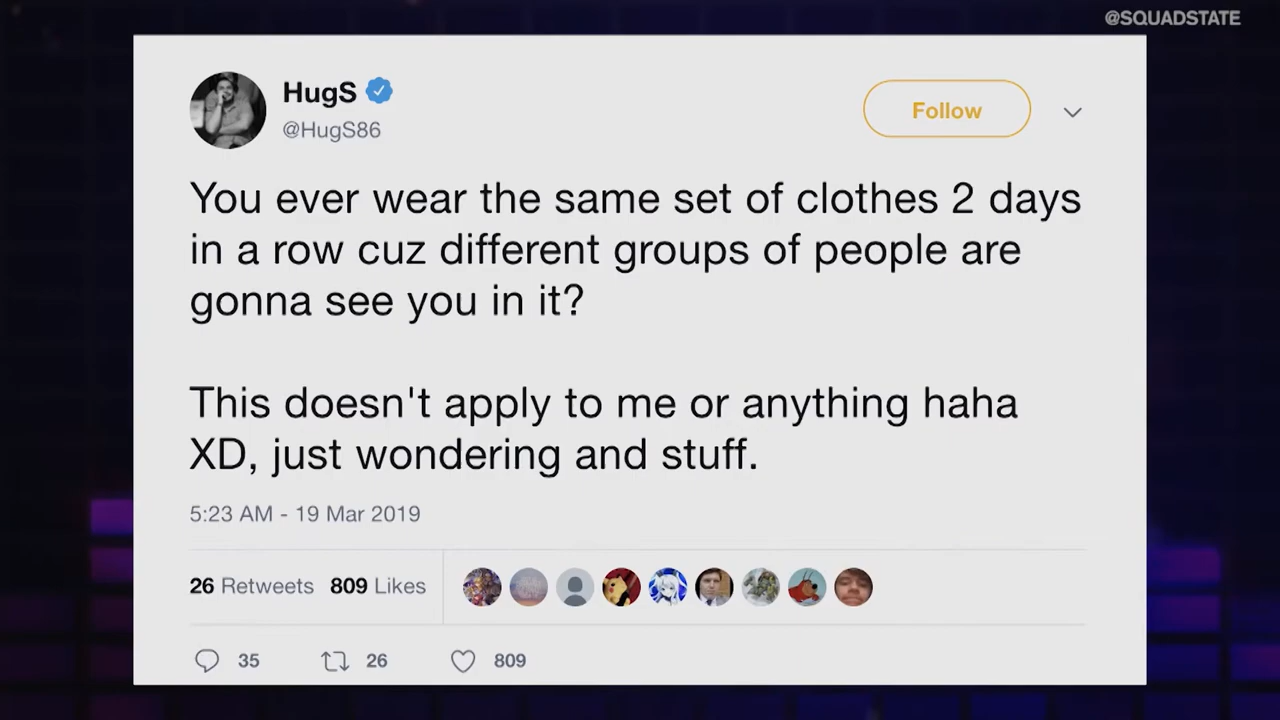 @SQUADSTATE
HugS
@HugS86
Follow
You ever wear the same set of clothes 2 days
in a row cuz different groups of people are
gonna see you in it?
This doesn't apply to me or anything haha
XD, just wondering and stuff.
5:23 AM - 19 Mar 2019
26 Retweets 809 Likes
35 26 809